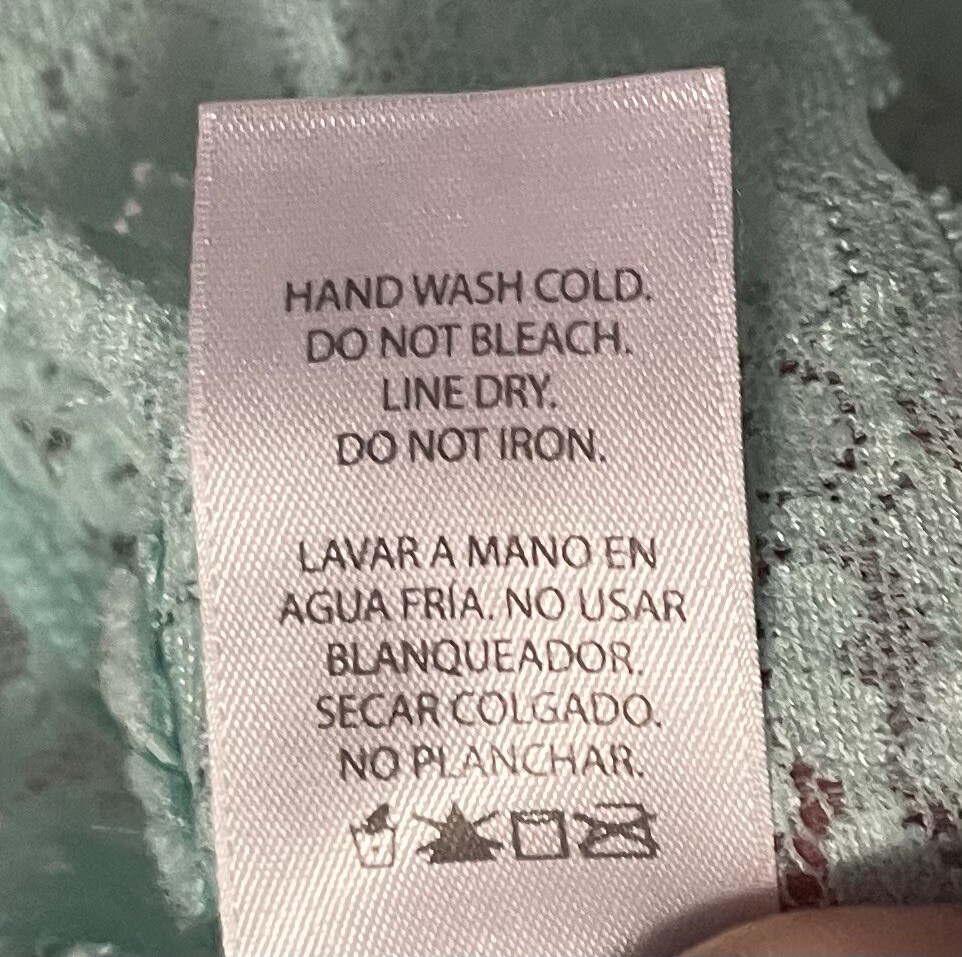 HAND WASH COLD.
DO NOT BLEACH.
LINE DRY.
DO NOT IRON.
LAVAR A MANO EN
AGUA FRÍA. NO USAR
BLANQUEADOR.
SECAR COLGADO.
NO PLANCHAR.